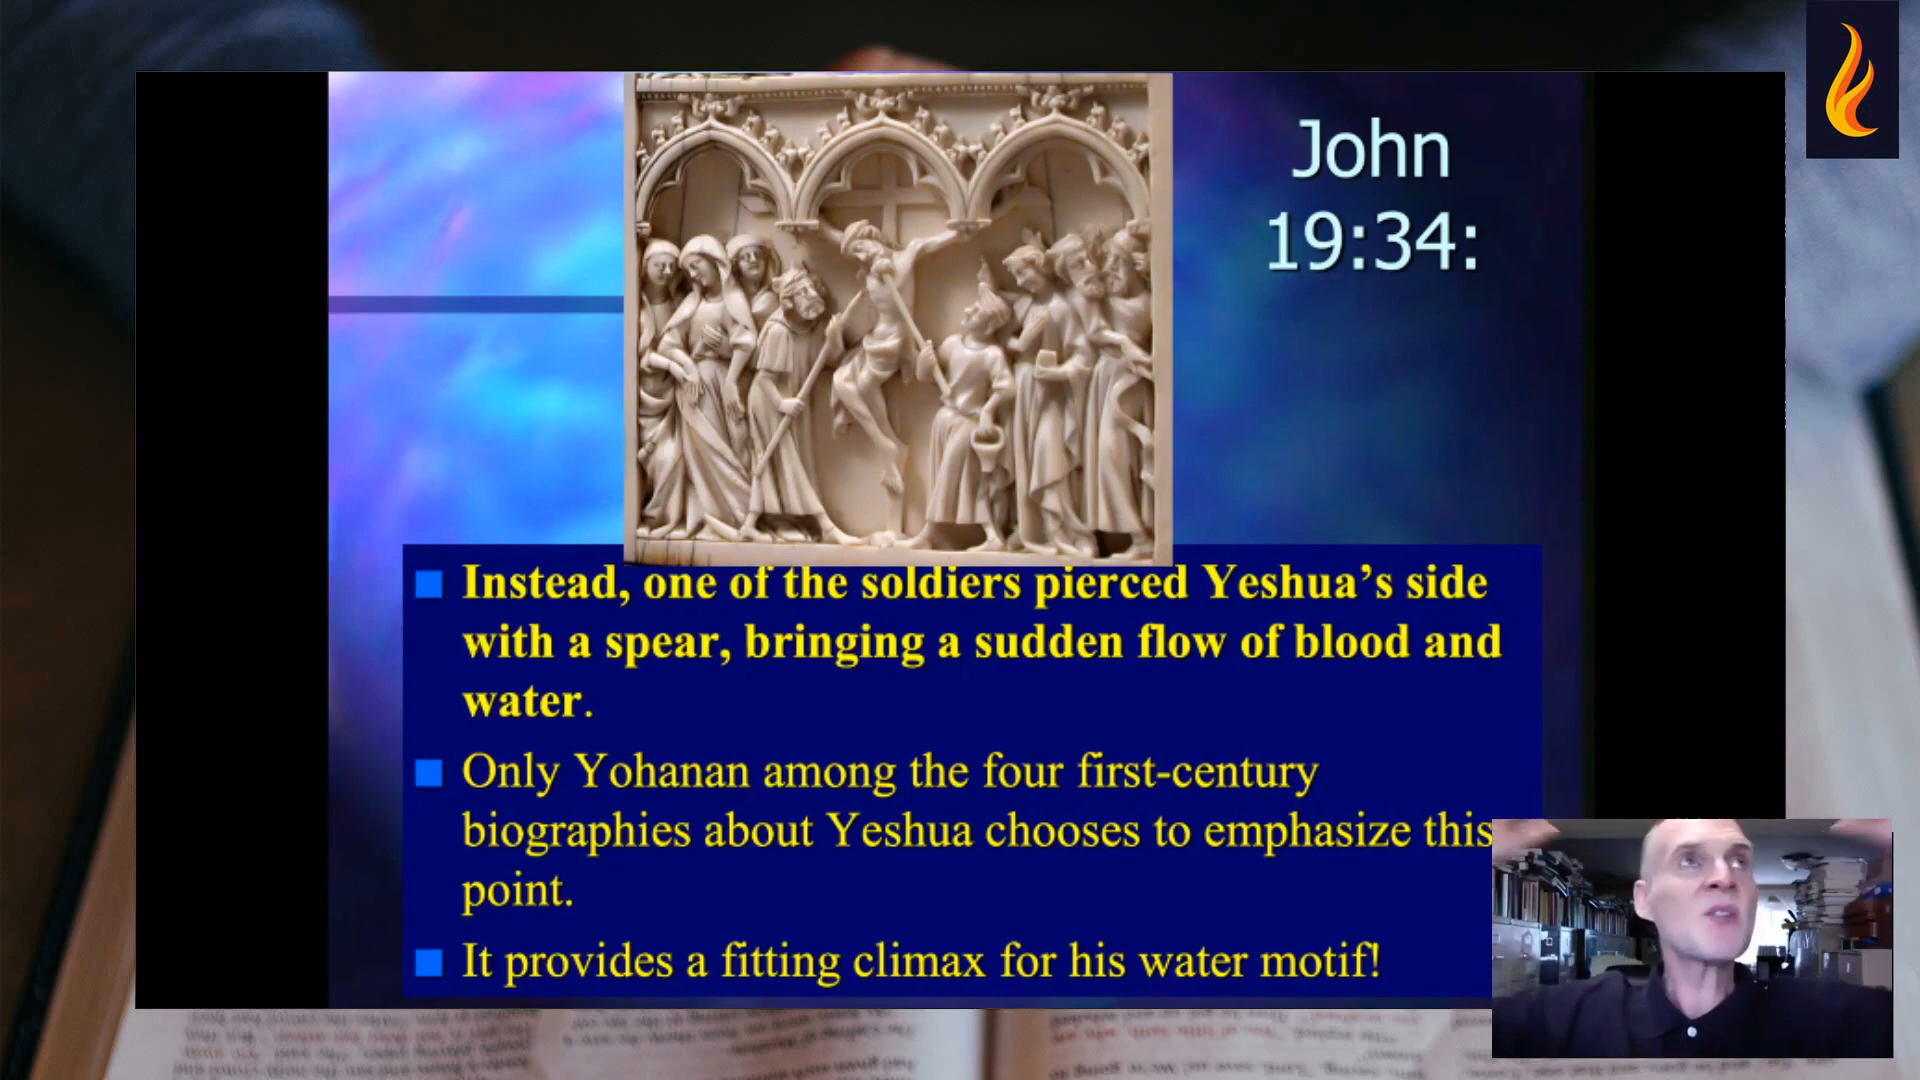 John
19:34:
Instead, one of the soldiers pierced Yeshua's side
with a spear, bringing a sudden flow of blood and
water.
Only Yohanan among the four first-century
biographies about Yeshua chooses to emphasize this
point.
It provides a fitting climax for his water motif!